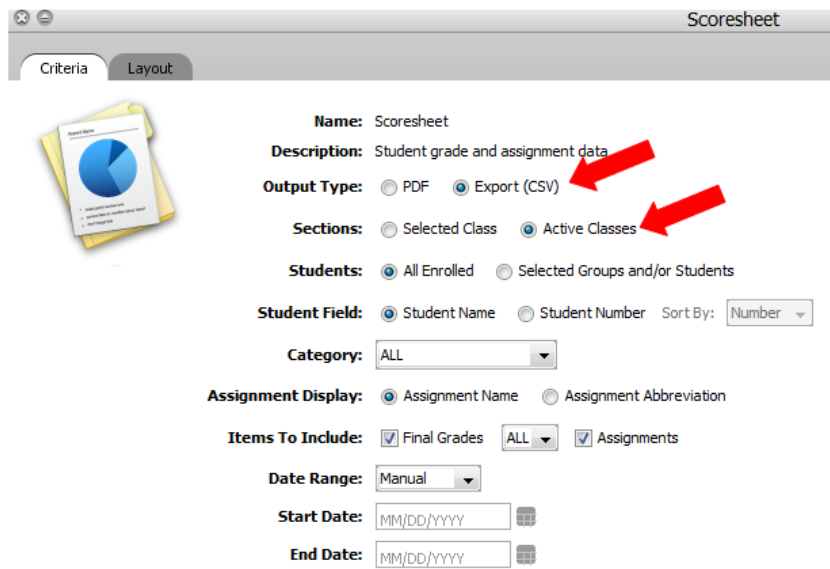 Scoresheet
Criteria Layout
Name: Scoresheet
Description: Student grade and assignment data
Output Type: PDF Export (CSV)
Sections: Selected Class Active Classes
Students: All Enrolled Selected Groups and/or Students
Student Field: Student Name Student Number Sort By: Number
Category: ALL
Assignment Display: Assignment Name Assignment Abbreviation
Items To Include: Final Grades ALL Assignments
Date Range: Manual
Start Date: MM/DD/YYYY
End Date: MM/DD/YYYY